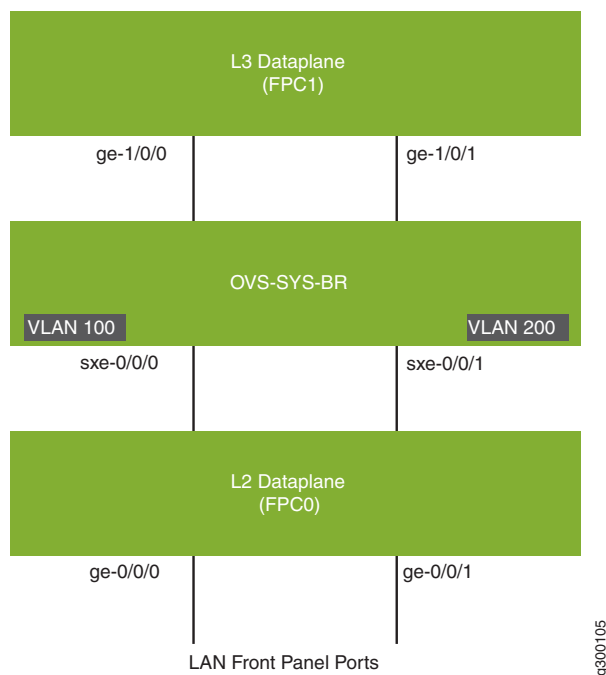 L3 Dataplane
(FPC1)
ge-1/0/0
ge-1/0/1
OVS-SYS-BR
VLAN 100
VLAN 200
sxe-0/0/0
sxe-0/0/1
L2 Dataplane
(FPC0)
ge-0/0/0
ge-0/0/1
LAN Front Panel Ports
g300105